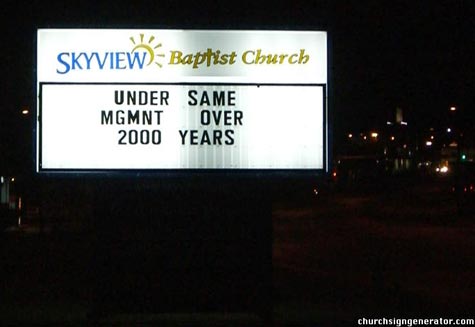 SKYVIEW Baptist Church
UNDER SAME
MGMNT OVER
2000 YEARS
churchsigngenerator.com